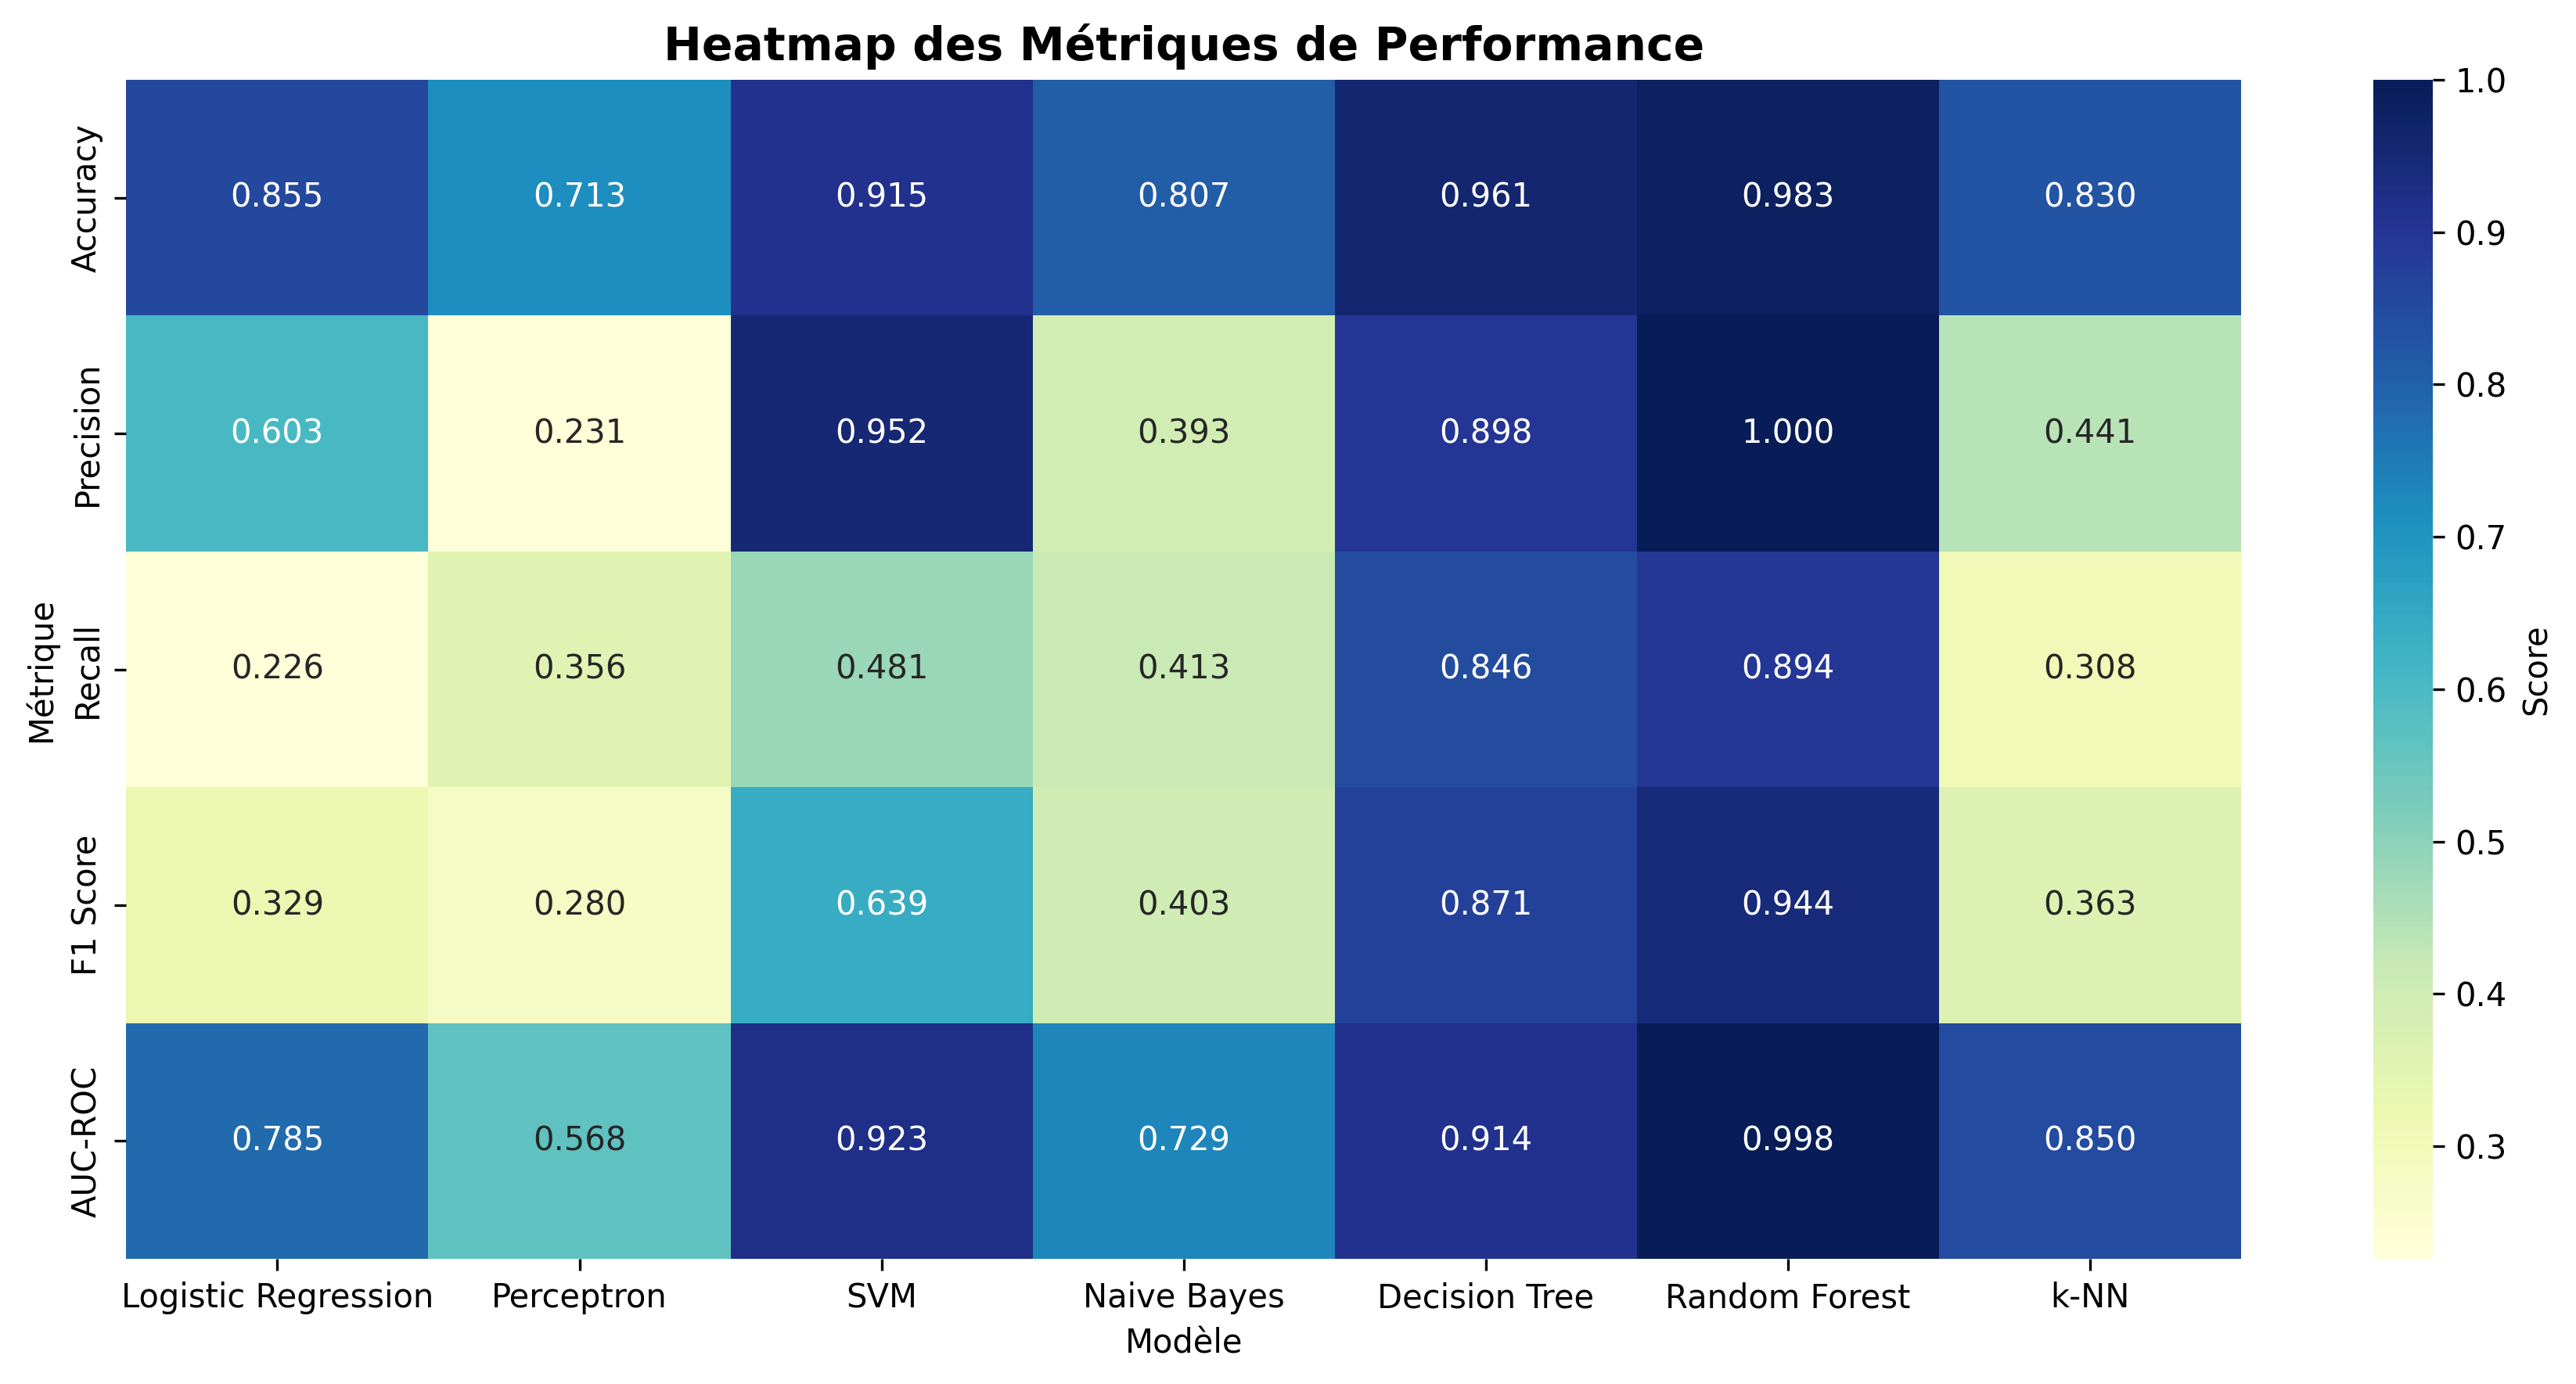 Heatmap des Métriques de Performance
Métrique
Accuracy 0.855 0.713 0.915 0.807 0.961 0.983 0.830
Precision 0.603 0.231 0.952 0.393 0.898 1.000 0.441
Recall 0.226 0.356 0.481 0.413 0.846 0.894 0.308
F1 Score 0.329 0.280 0.639 0.403 0.871 0.944 0.363
AUC-ROC 0.785 0.568 0.923 0.729 0.914 0.998 0.850
Logistic Regression Perceptron SVM Naive Bayes Decision Tree Random Forest k-NN
Modèle
1.0
0.9
0.8
0.7
0.6
0.5
0.4
0.3
Score